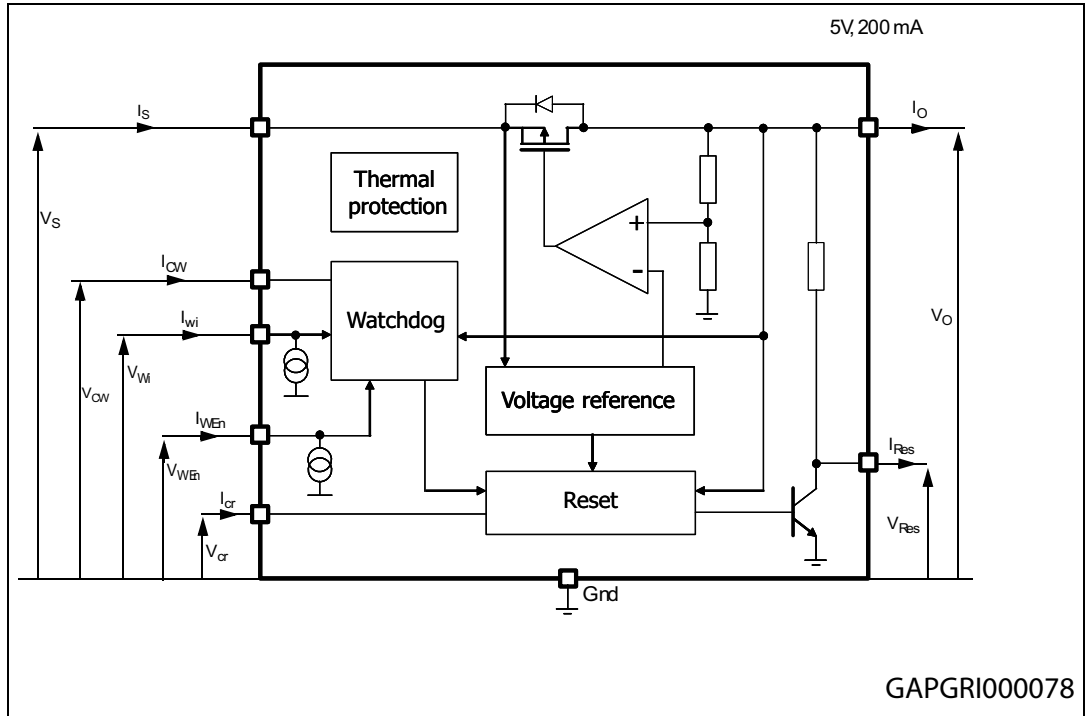 5V, 200 mA
I_S
I_O
Thermal
protection
V_S
+
-
I_CW
Watchdog
I_wi
V_O
V_Wi
V_CW
Voltage reference
I_WEn
V_WEn
I_Res
Reset
I_cr
V_Res
V_cr
Gnd
GAPGRI000078